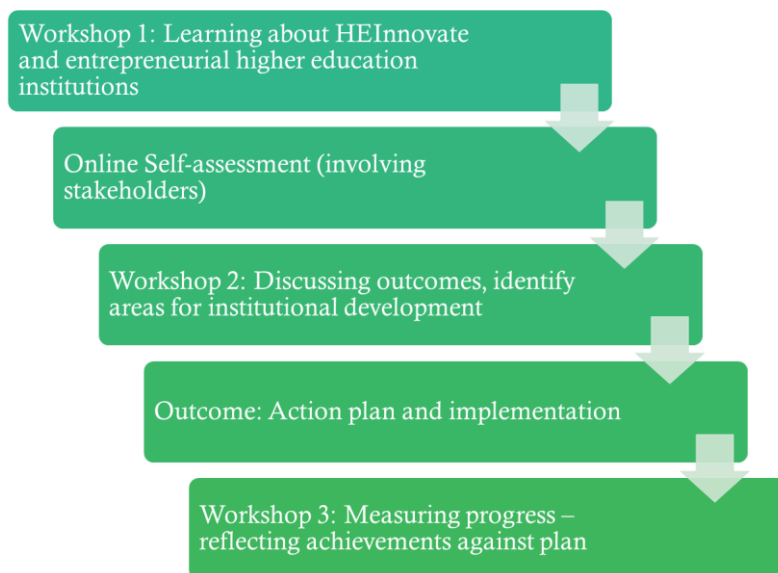 Workshop 1: Learning about HEInnovate
and entrepreneurial higher education
institutions
Online Self-assessment (involving
stakeholders)
Workshop 2: Discussing outcomes, identify
areas for institutional development
Outcome: Action plan and implementation
Workshop 3: Measuring progress –
reflecting achievements against plan